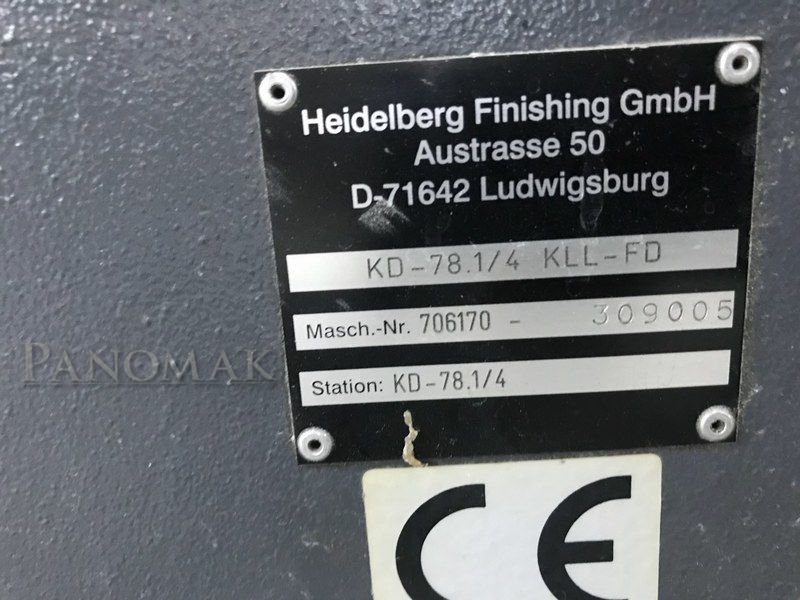 Heidelberg Finishing GmbH
Austrasse 50
D-71642 Ludwigsburg
KD-78.1/4 KLL-FD
Masch.-Nr. 706170 - 309005
PANOMAK
Station: KD-78.1/4
CE